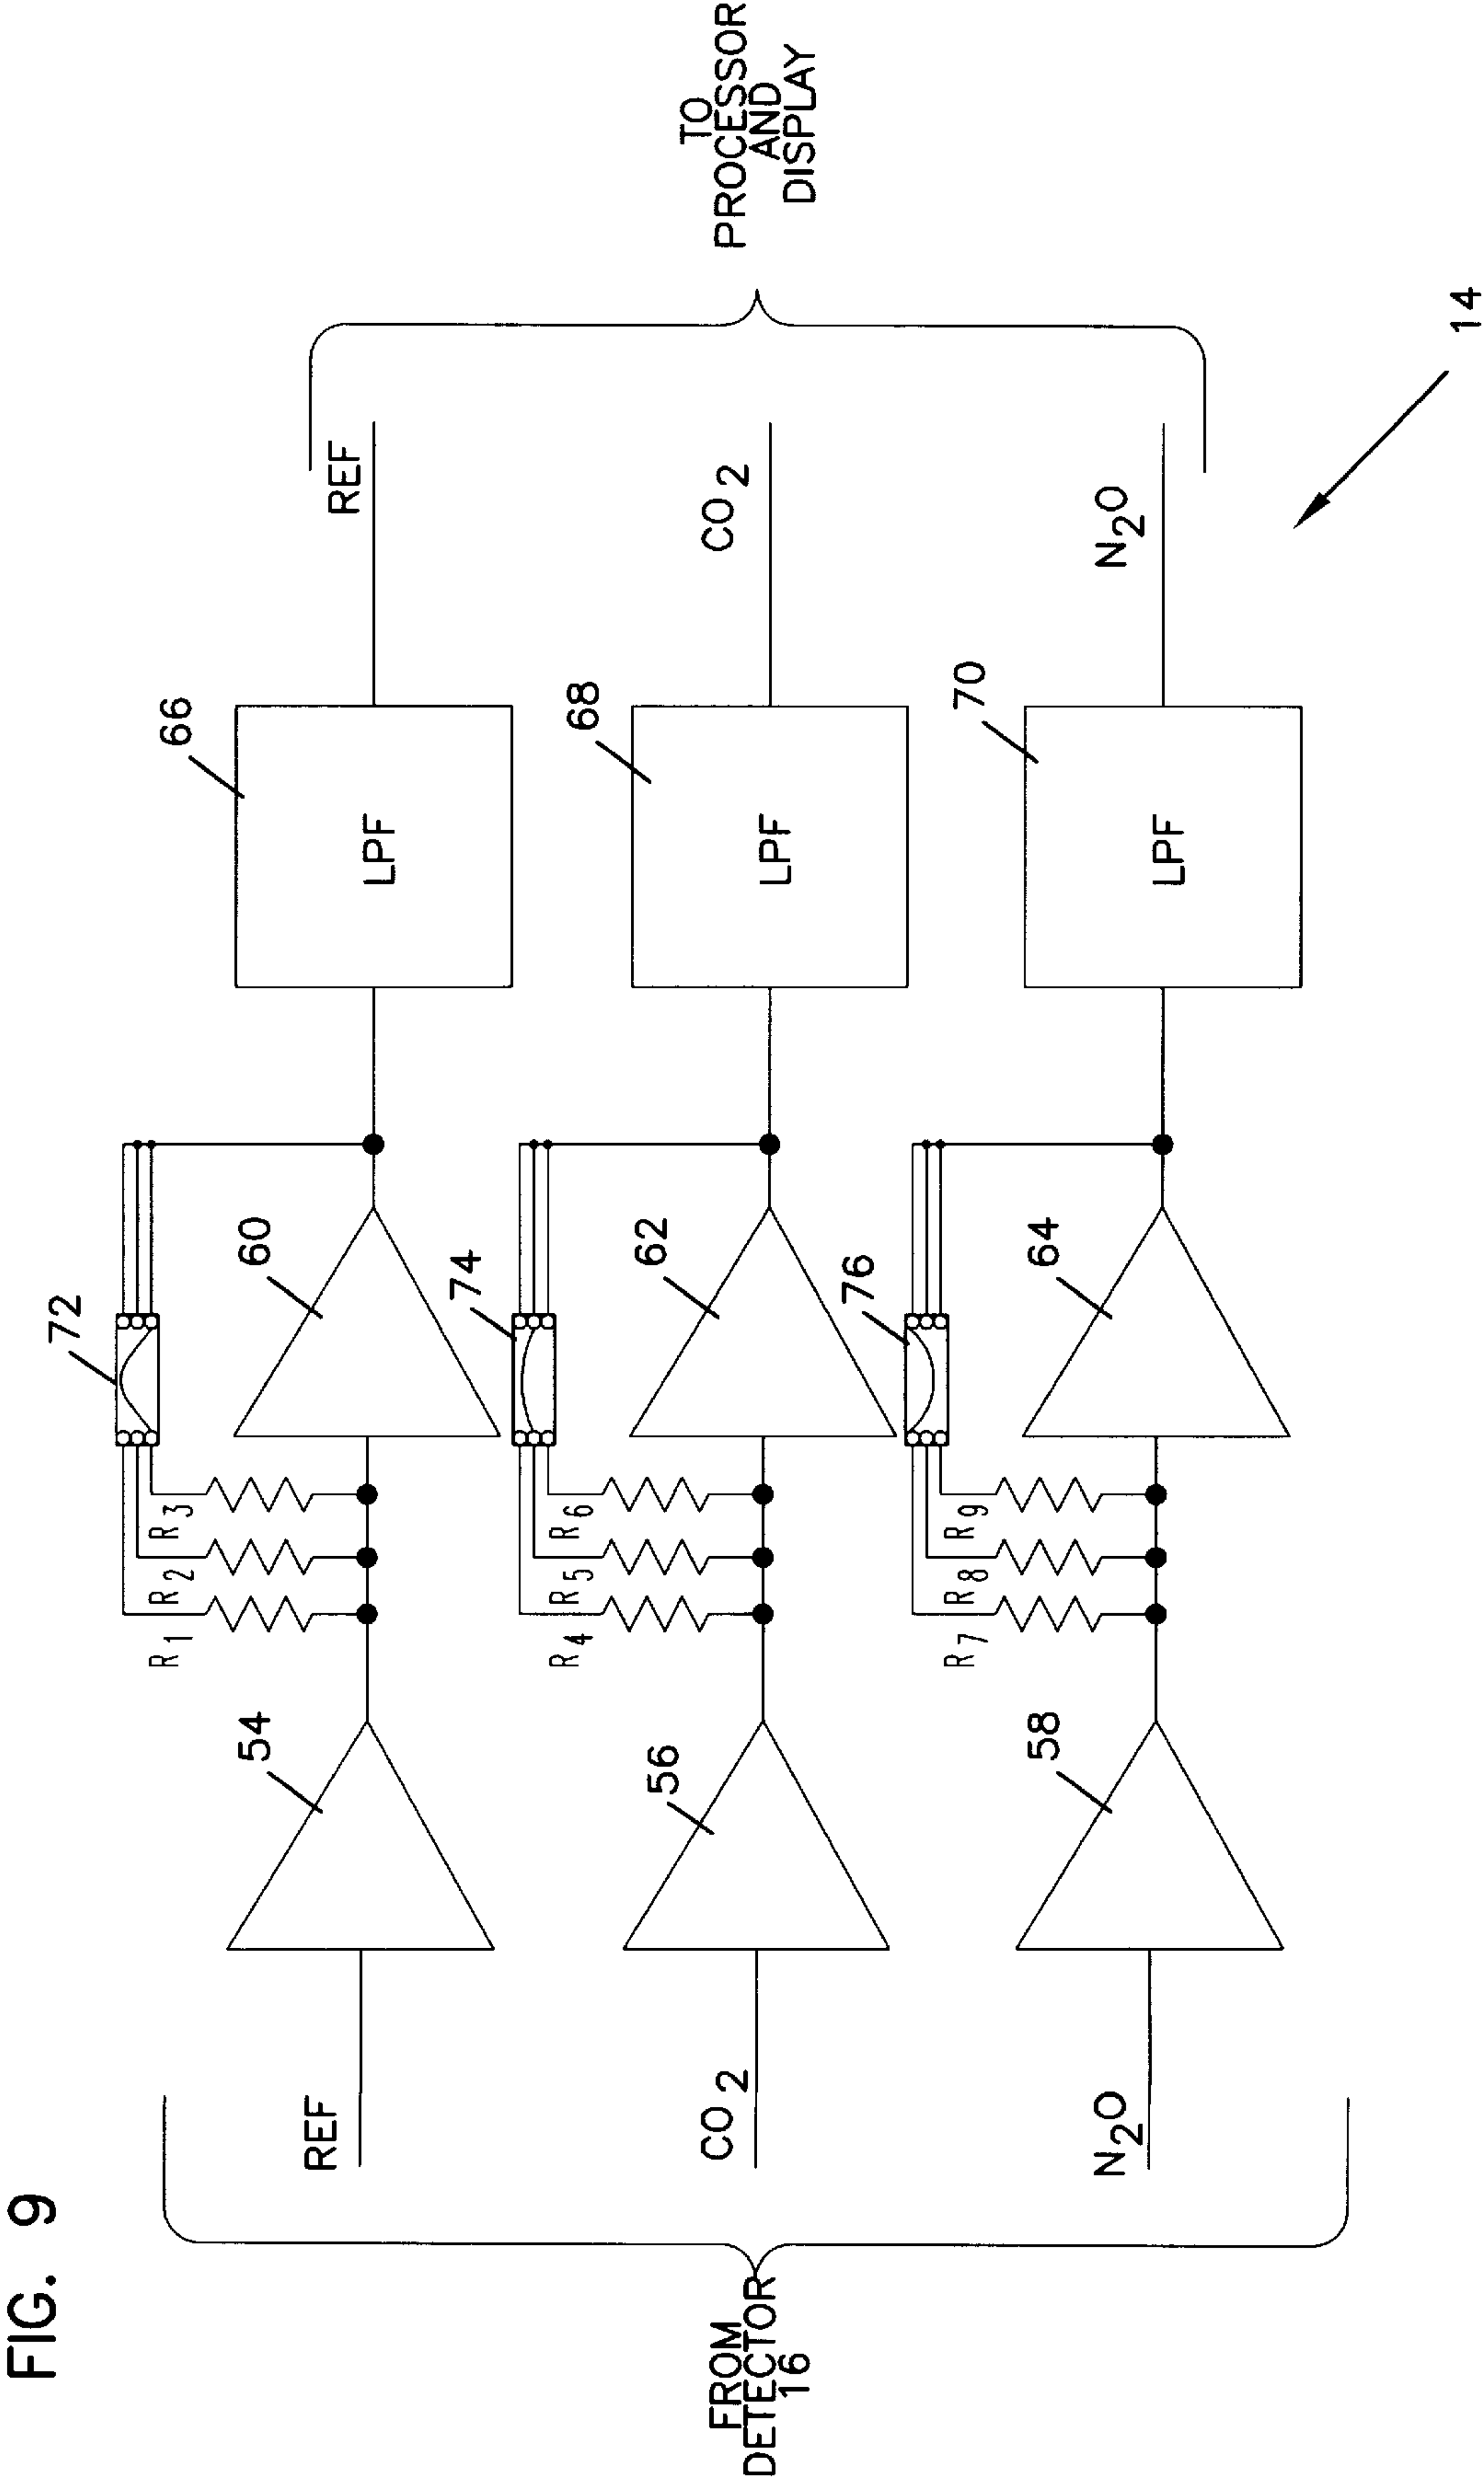 FIG. 9
FROM
DETECTOR
16
REF
CO2
N2O
54
56
58
R1
R2
R3
R4
R5
R6
R7
R8
R9
72
74
76
60
62
64
66
68
70
LPF
LPF
LPF
REF
CO2
N2O
TO
PROCESSOR
AND
DISPLAY
14